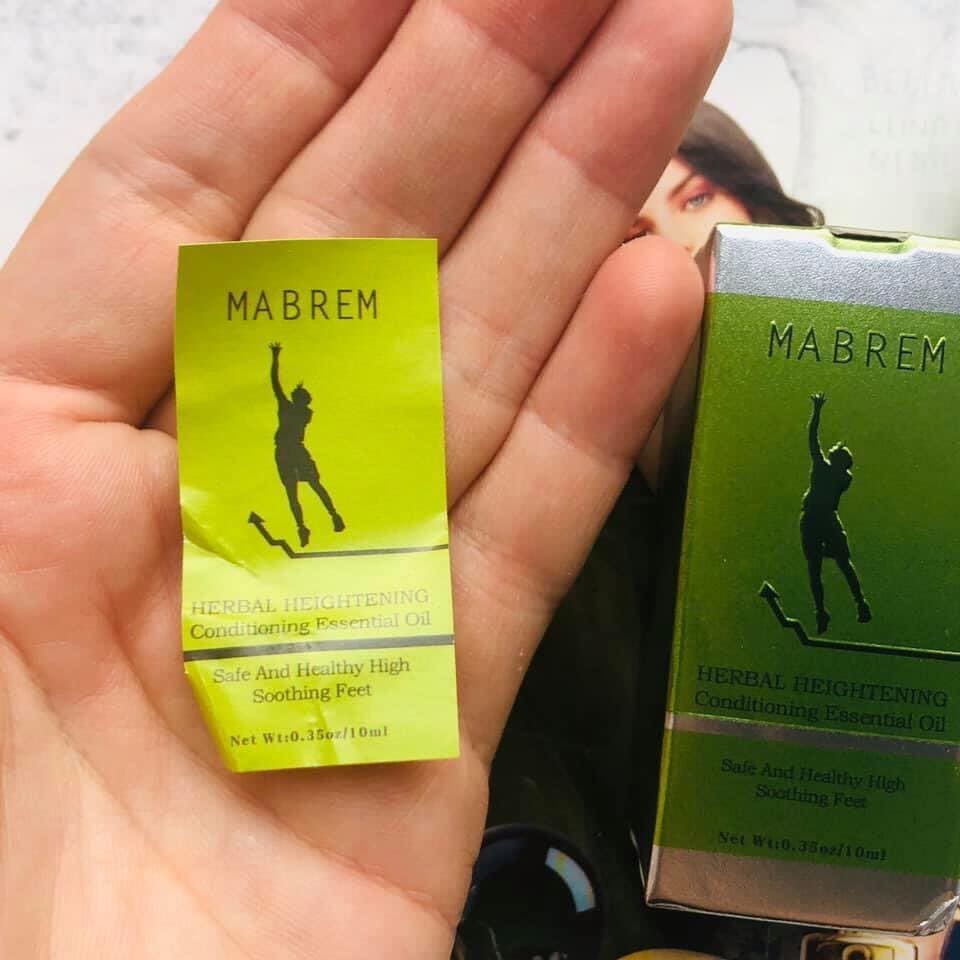 MABREM
HERBAL HEIGHTENING
Conditioning Essential Oil
Safe And Healthy High
Soothing Feet
Net Wt:0.35oz/10ml
MABREM
HERBAL HEIGHTENING
Conditioning Essential Oil
Safe And Healthy High
Soothing Feet
Net Wt:0.35oz/10ml